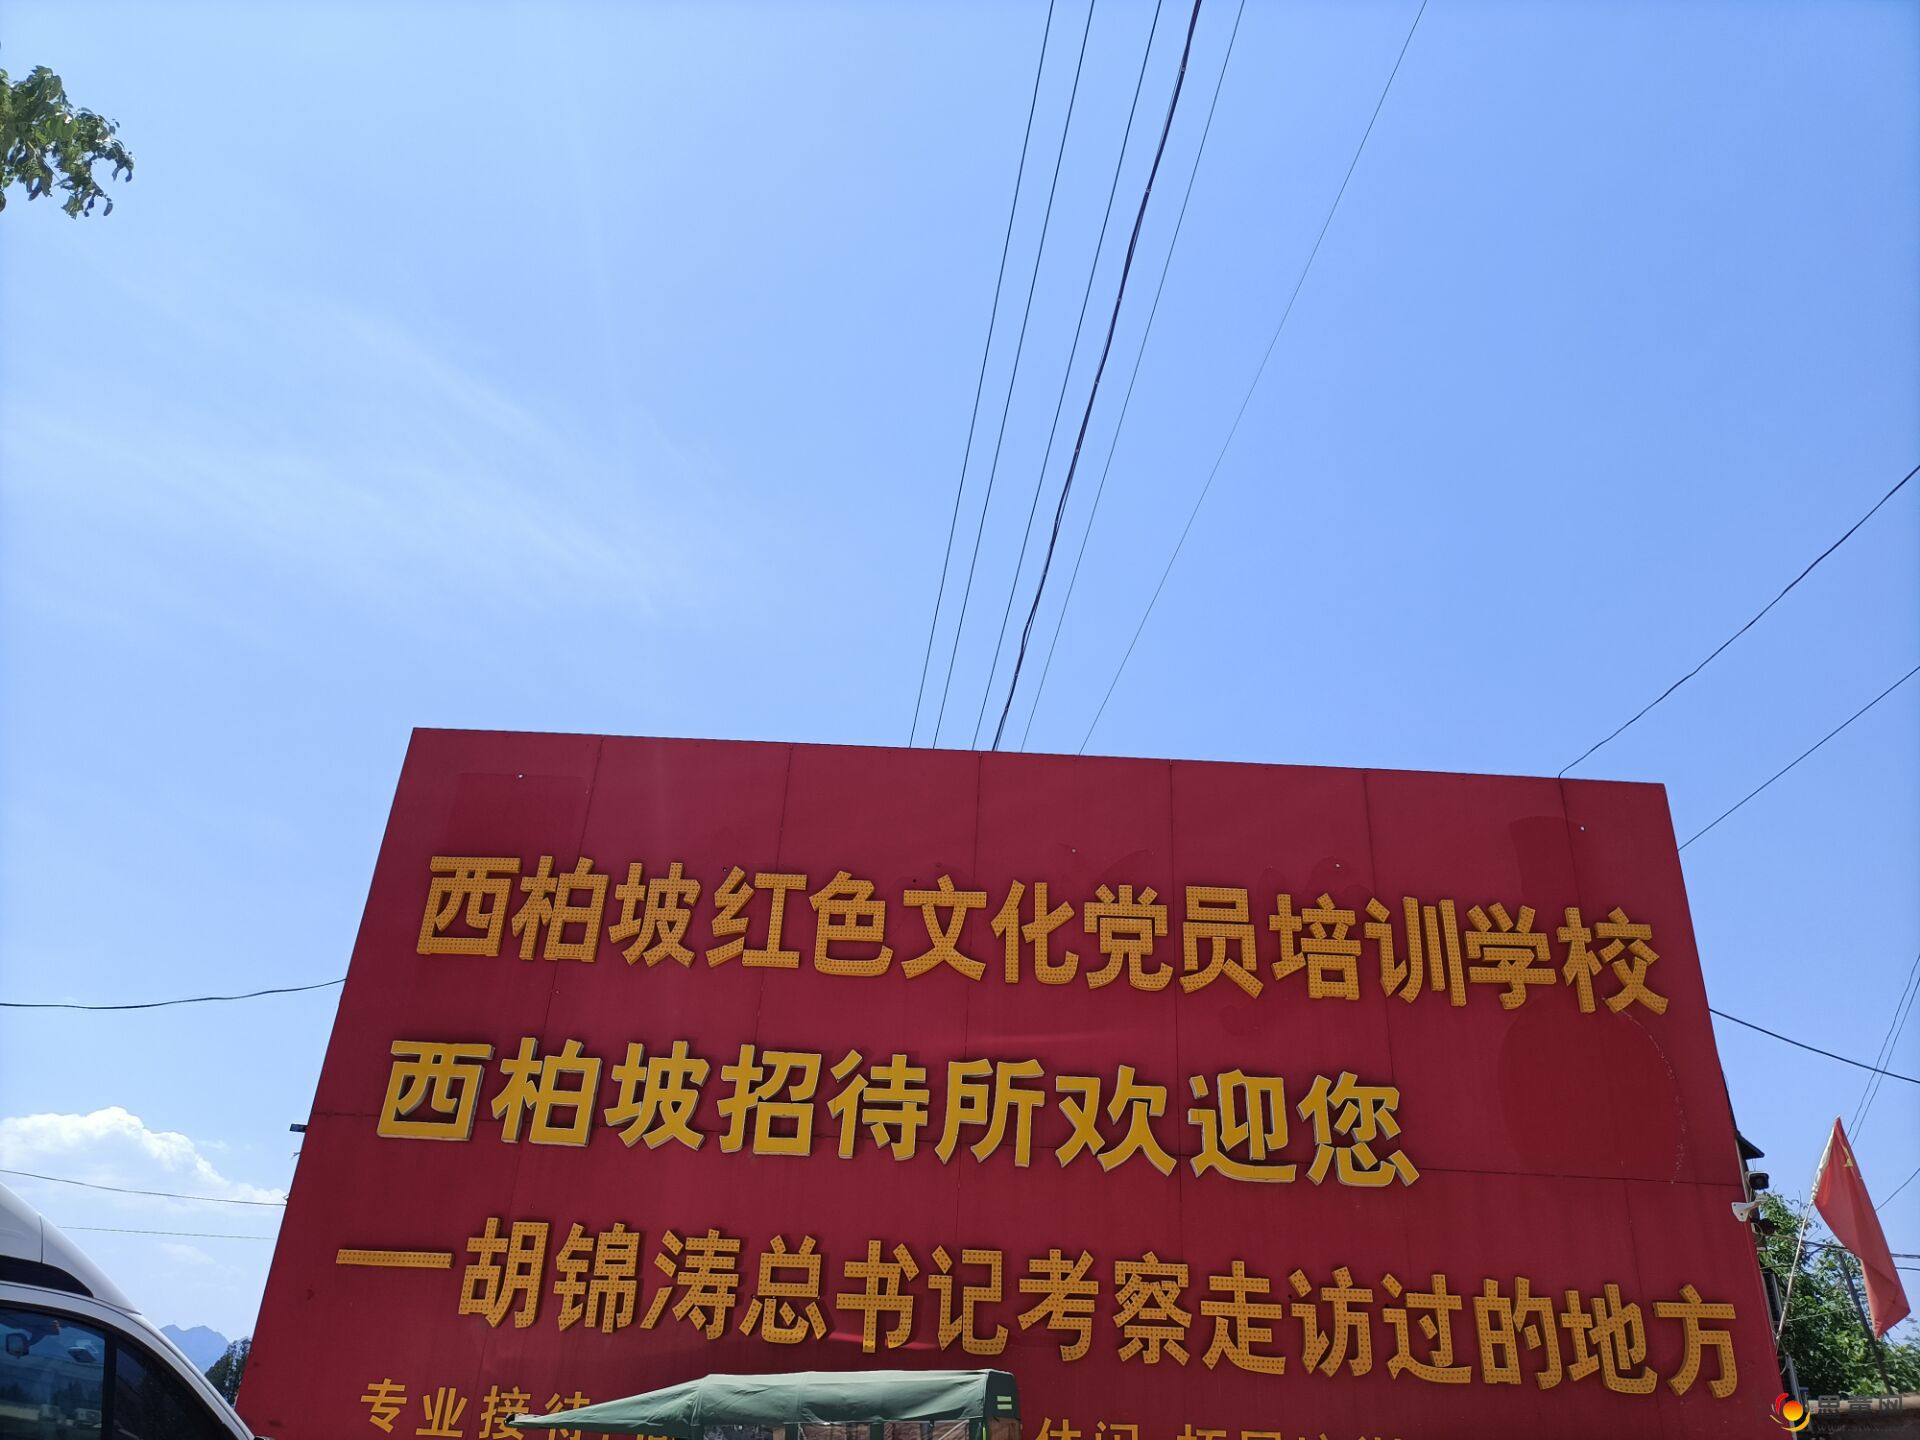 西柏坡红色文化党员培训学校
西柏坡招待所欢迎您
一胡锦涛总书记考察走访过的地方
专业接待